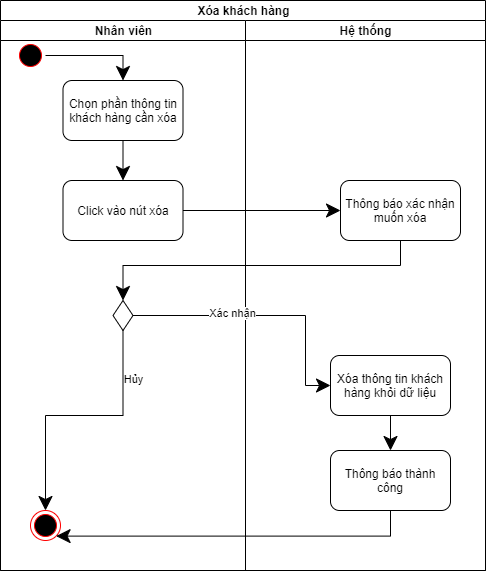 Xóa khách hàng
Nhân viên
Hệ thống
Chọn phần thông tin
khách hàng cần xóa
Click vào nút xóa
Thông báo xác nhận
muốn xóa
Xác nhận
Hủy
Xóa thông tin khách
hàng khỏi dữ liệu
Thông báo thành
công